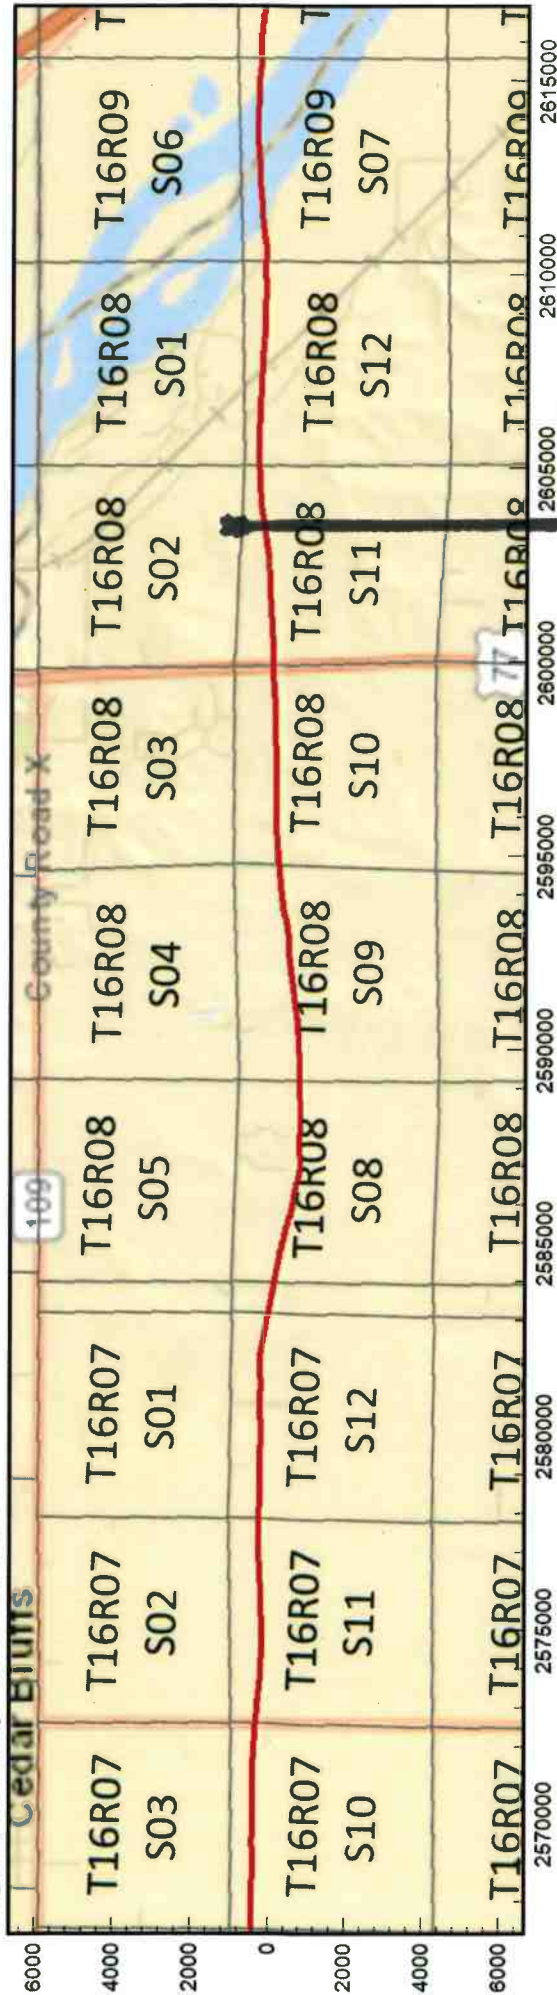 Cedar Bluffs
109
County Road X
T
T16R07
S03
T16R07
S02
T16R07
S01
T16R08
S05
T16R08
S04
T16R08
S03
T16R08
S02
T16R08
S01
T16R09
S06
T
T16R07
S10
T16R07
S11
T16R07
S12
T16R08
S08
T16R08
S09
T16R08
S10
T16R08
S11
T16R08
S12
T16R09
S07
77
T16R07
T16R07
T16R07
T16R08
T16R08
T16R08
T16R08
T16R08
T16R09
T
6000
4000
2000
0
2000
4000
6000
2570000
2575000
2580000
2585000
2590000
2595000
2600000
2605000
2610000
2615000